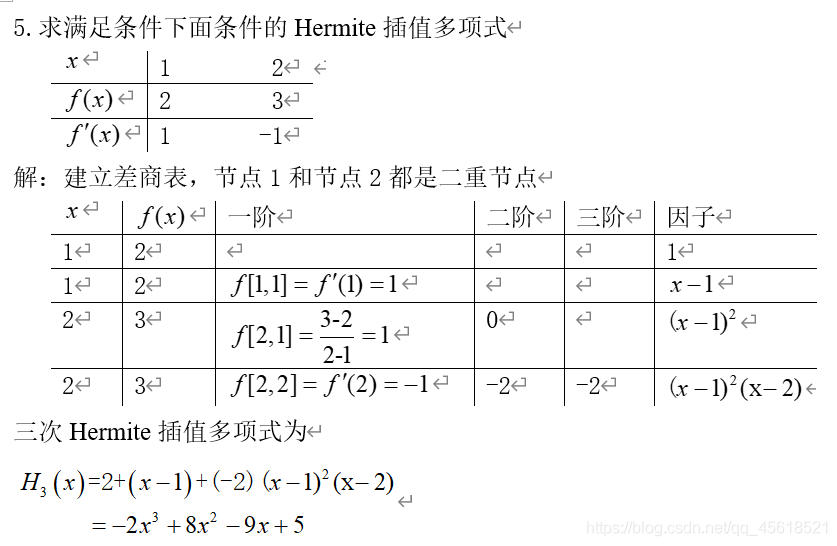 5.求满足条件下面条件的 Hermite 插值多项式↵
x↵ 1 2↵ ↵
f(x)↵ 2 3↵
f′(x)↵ 1 -1↵
解：建立差商表，节点 1 和节点 2 都是二重节点↵
x↵ f(x)↵ 一阶↵ 二阶↵ 三阶↵ 因子↵
1↵ 2↵ ↵ ↵ ↵ 1↵
1↵ 2↵ f[1,1]=f′(1)=1↵ ↵ ↵ x−1↵
2↵ 3↵ f[2,1]=\frac{3-2}{2-1}=1↵ 0↵ ↵ (x−1)²↵
2↵ 3↵ f[2,2]=f′(2)=−1↵ -2↵ -2↵ (x−1)²(x−2)↵
三次 Hermite 插值多项式为↵
H₃(x)=2+(x−1)+(-2)(x−1)²(x−2)
=−2x³+8x²−9x+5↵
https://blog.csdn.net/qq_45618521